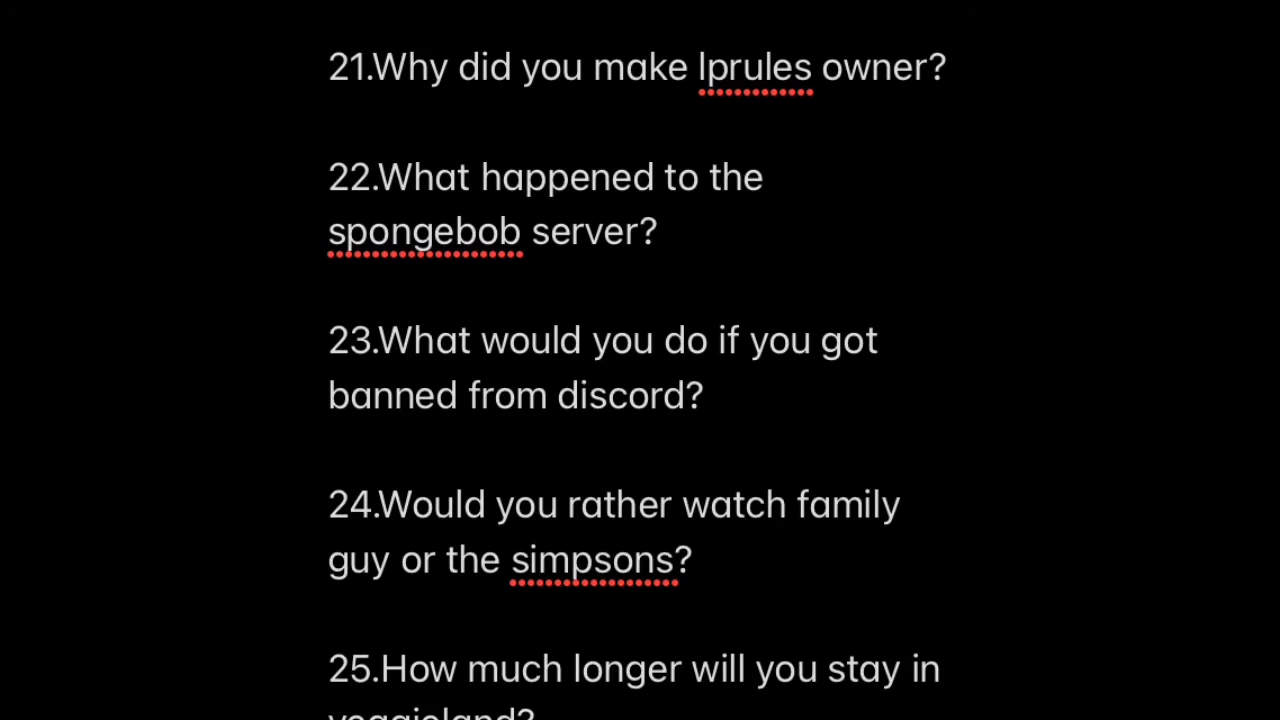 21.Why did you make lprules owner?
22.What happened to the
spongebob server?
23.What would you do if you got
banned from discord?
24.Would you rather watch family
guy or the simpsons?
25.How much longer will you stay in
veggieland?